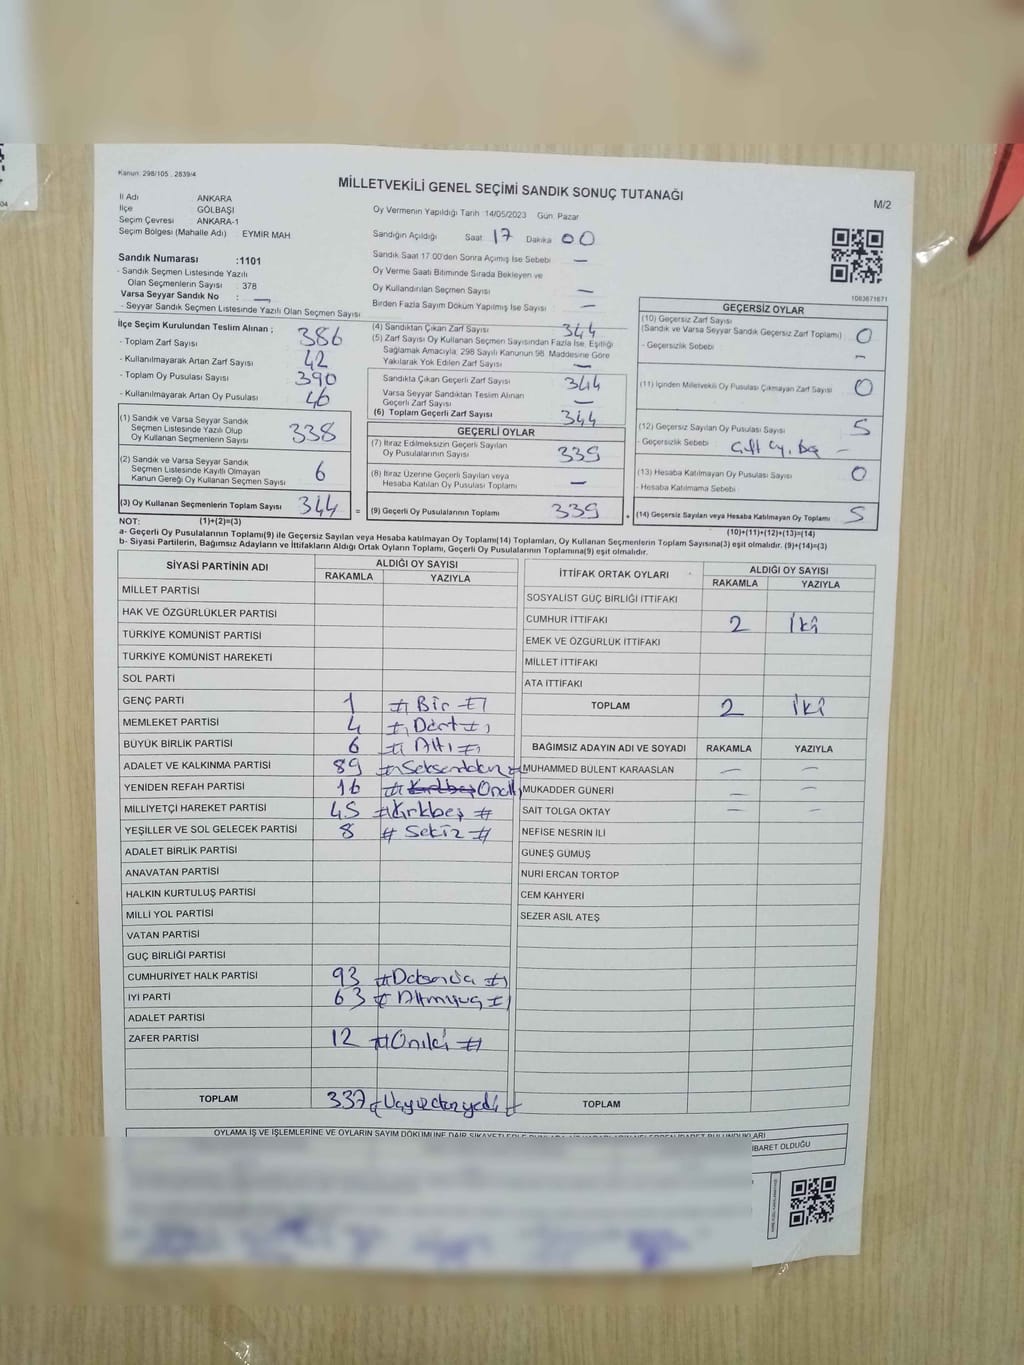 Kanun: 298/105 , 2839/4
MİLLETVEKİLİ GENEL SEÇİMİ SANDIK SONUÇ TUTANAĞI
M/2
İl Adı ANKARA
İlçe GÖLBAŞI
Seçim Çevresi ANKARA-1
Seçim Bölgesi (Mahalle Adı) : EYMİR MAH
Sandık Numarası :1101
- Sandık Seçmen Listesinde Yazılı
Olan Seçmenlerin Sayısı : 378
Varsa Seyyar Sandık No : —
- Seyyar Sandık Seçmen Listesinde Yazılı Olan Seçmen Sayısı
Oy Vermenin Yapıldığı Tarih 14/05/2023 Gün: Pazar
Sandığın Açıldığı Saat: 17 Dakika 00
Sandık Saat 17.00'den Sonra Açımış İse Sebebi —
Oy Verme Saati Bitiminde Sırada Bekleyen ve
Oy Kullandırılan Seçmen Sayısı —
Birden Fazla Sayım Döküm Yapılmış İse Sayısı —
1083671671
İlçe Seçim Kurulundan Teslim Alınan ;
- Toplam Zarf Sayısı 386
- Kullanılmayarak Artan Zarf Sayısı 42
- Toplam Oy Pusulası Sayısı 390
- Kullanılmayarak Artan Oy Pusulası 46
(1) Sandık ve Varsa Seyyar Sandık
Seçmen Listesinde Yazılı Olup
Oy Kullanan Seçmenlerin Sayısı 338
(2) Sandık ve Varsa Seyyar Sandık
Seçmen Listesinde Kayıtlı Olmayan
Kanun Gereği Oy Kullanan Seçmen Sayısı 6
(3) Oy Kullanan Seçmenlerin Toplam Sayısı 344 =
(4) Sandıktan Çıkan Zarf Sayısı 344
(5) Zarf Sayısı Oy Kullanan Seçmen Sayısından Fazla İse, Eşitliği
Sağlamak Amacıyla, 298 Sayılı Kanunun 98. Maddesine Göre
Yakılarak Yok Edilen Zarf Sayısı —
Sandıkta Çıkan Geçerli Zarf Sayısı 344
Varsa Seyyar Sandıktan Teslim Alınan
Geçerli Zarf Sayısı —
(6) Toplam Geçerli Zarf Sayısı 344
GEÇERLİ OYLAR
(7) İtiraz Edilmeksizin Geçerli Sayılan
Oy Pusulalarının Sayısı 339
(8) İtiraz Üzerine Geçerli Sayılan veya
Hesaba Katılan Oy Pusulası Toplamı —
(9) Geçerli Oy Pusulalarının Toplamı 339 +
GEÇERSİZ OYLAR
(10) Geçersiz Zarf Sayısı 0
(Sandık ve Varsa Seyyar Sandık Geçersiz Zarf Toplamı)
- Geçersizlik Sebebi —
(11) İçinden Milletvekili Oy Pusulası Çıkmayan Zarf Sayısı 0
(12) Geçersiz Sayılan Oy Pusulası Sayısı 5
- Geçersizlik Sebebi : Çift oy, boş —
(13) Hesaba Katılmayan Oy Pusulası Sayısı 0
- Hesaba Katılmama Sebebi :
(14) Geçersiz Sayılan veya Hesaba Katılmayan Oy Toplamı 5
NOT: (1)+(2)=(3) (10)+(11)+(12)+(13)=(14)
a- Geçerli Oy Pusulalarının Toplamı(9) ile Geçersiz Sayılan veya Hesaba katılmayan Oy Toplamı(14) Toplamları, Oy Kullanan Seçmenlerin Toplam Sayısına(3) eşit olmalıdır. (9)+(14)=(3)
b- Siyasi Partilerin, Bağımsız Adayların ve İttifakların Aldığı Ortak Oyların Toplamı, Geçerli Oy Pusulalarının Toplamına(9) eşit olmalıdır.
SİYASİ PARTİNİN ADI ALDIĞI OY SAYISI
RAKAMLA YAZIYLA
MİLLET PARTİSİ
HAK VE ÖZGÜRLÜKLER PARTİSİ
TÜRKİYE KOMÜNİST PARTİSİ
TÜRKİYE KOMÜNİST HAREKETİ
SOL PARTİ
GENÇ PARTİ 1 # Bir #
MEMLEKET PARTİSİ 4 # Dört #
BÜYÜK BİRLİK PARTİSİ 6 # Altı #
ADALET VE KALKINMA PARTİSİ 89 # Seksendokuz #
YENİDEN REFAH PARTİSİ 16 # Kırkbeş Onaltı
MİLLİYETÇİ HAREKET PARTİSİ 45 # Kırkbeş #
YEŞİLLER VE SOL GELECEK PARTİSİ 8 # Sekiz #
ADALET BİRLİK PARTİSİ
ANAVATAN PARTİSİ
HALKIN KURTULUŞ PARTİSİ
MİLLİ YOL PARTİSİ
VATAN PARTİSİ
GÜÇ BİRLİĞİ PARTİSİ
CUMHURİYET HALK PARTİSİ 93 # Doksanüç #
İYİ PARTİ 63 # Altmışüç #
ADALET PARTİSİ
ZAFER PARTİSİ 12 # Oniki #
TOPLAM 337 # Üçyüzotuzyedi #
İTTİFAK ORTAK OYLARI ALDIĞI OY SAYISI
RAKAMLA YAZIYLA
SOSYALİST GÜÇ BİRLİĞİ İTTİFAKI
CUMHUR İTTİFAKI 2 İki
EMEK VE ÖZGÜRLÜK İTTİFAKI
MİLLET İTTİFAKI
ATA İTTİFAKI
TOPLAM 2 İki
BAĞIMSIZ ADAYIN ADI VE SOYADI RAKAMLA YAZIYLA
MUHAMMED BÜLENT KARAASLAN — —
MUKADDER GÜNERİ — —
SAİT TOLGA OKTAY — —
NEFİSE NESRİN İLİ
GÜNEŞ GÜMÜŞ
NURİ ERCAN TORTOP
CEM KAHYERİ
SEZER ASİL ATEŞ
TOPLAM
OYLAMA İŞ VE İŞLEMLERİNE VE OYLARIN SAYIM DÖKÜMÜNE DAİR
İBARET OLDUĞU